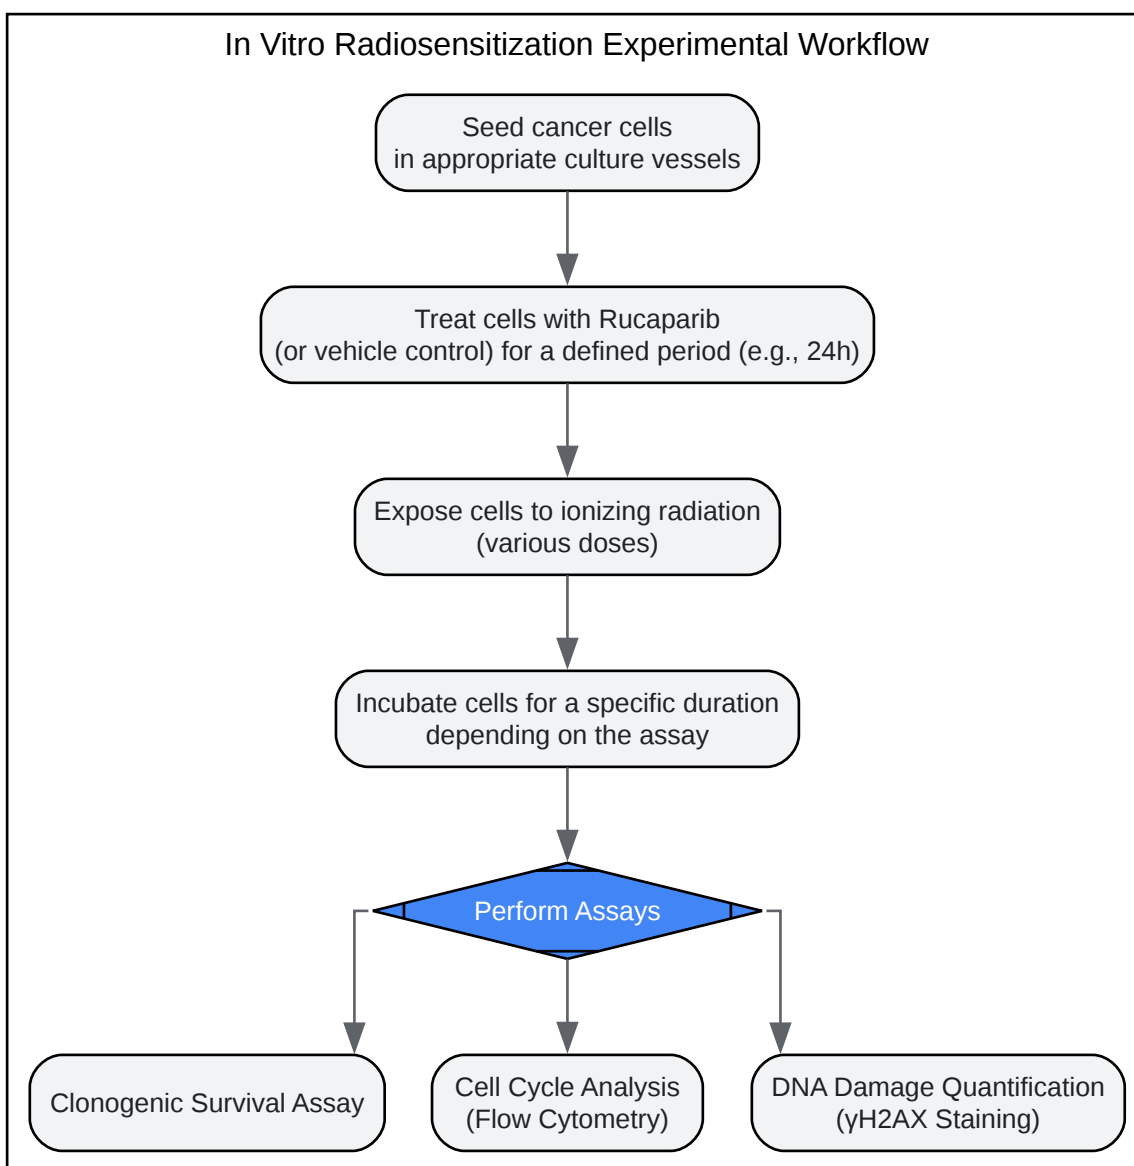 In Vitro Radiosensitization Experimental Workflow
Seed cancer cells
in appropriate culture vessels
Treat cells with Rucaparib
(or vehicle control) for a defined period (e.g., 24h)
Expose cells to ionizing radiation
(various doses)
Incubate cells for a specific duration
depending on the assay
Perform Assays
Clonogenic Survival Assay
Cell Cycle Analysis
(Flow Cytometry)
DNA Damage Quantification
(γH2AX Staining)